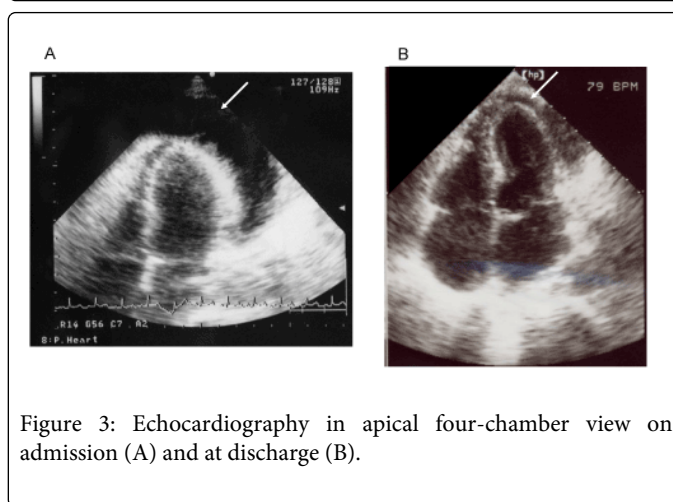 A
B
127/128
109Hz
[hp]
79 BPM
R14 G56 C7 A2
8:P.Heart
Figure 3: Echocardiography in apical four-chamber view on
admission (A) and at discharge (B).